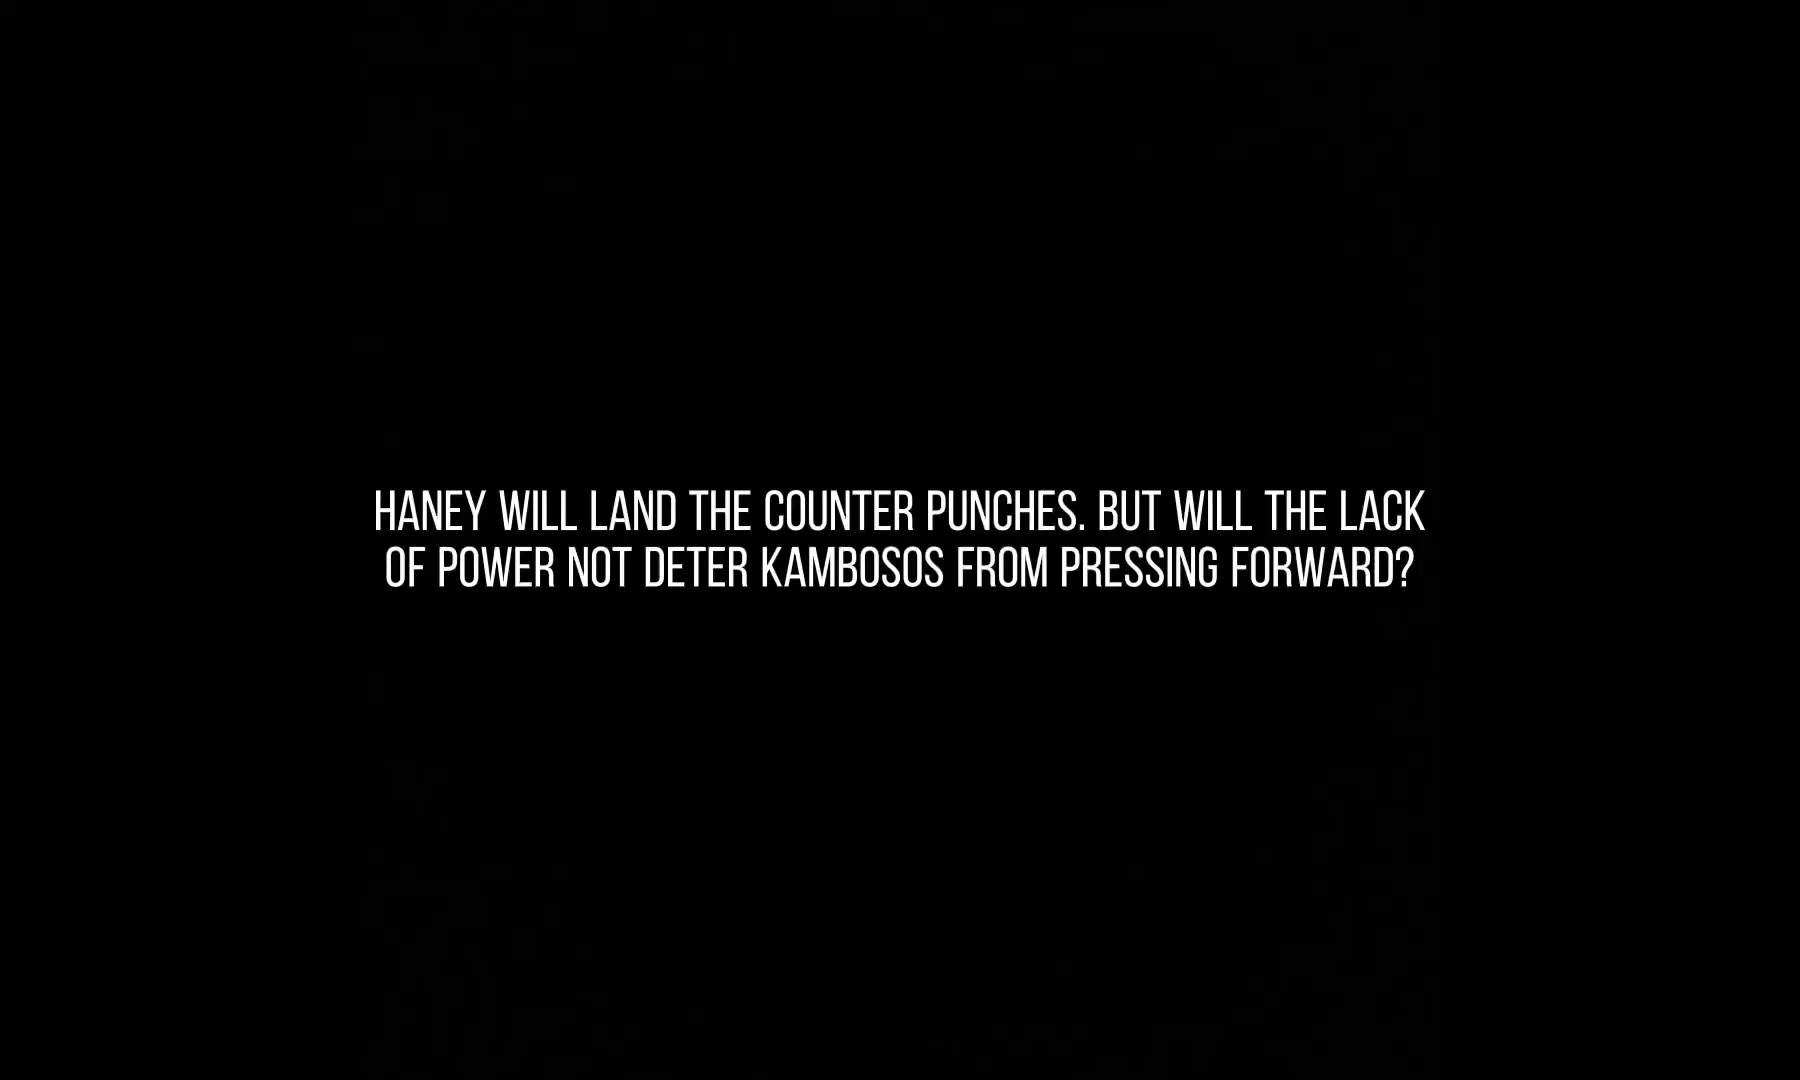 HANEY WILL LAND THE COUNTER PUNCHES. BUT WILL THE LACK
OF POWER NOT DETER KAMBOSOS FROM PRESSING FORWARD?